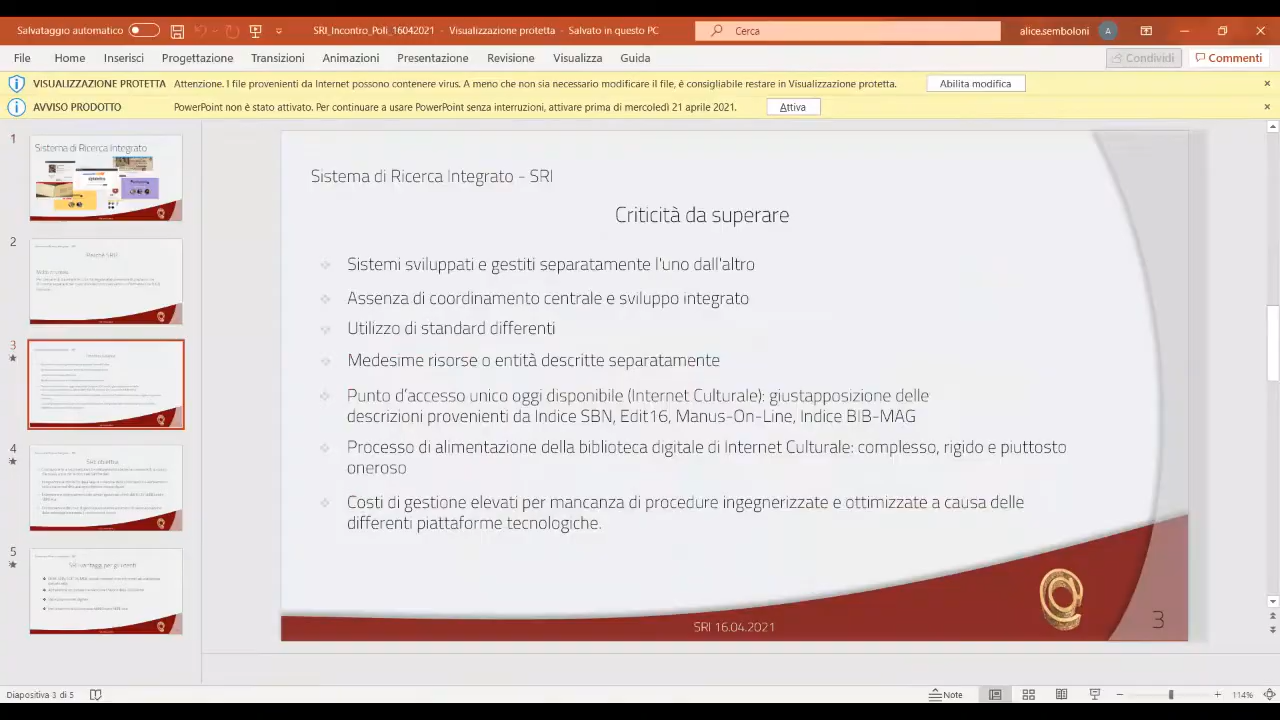 Salvataggio automatico
SRI_Incontro_Poli_16042021 - Visualizzazione protetta - Salvato in questo PC
Cerca
alice.semboloni
A
File Home Inserisci Progettazione Transizioni Animazioni Presentazione Revisione Visualizza Guida
Condividi
Commenti
VISUALIZZAZIONE PROTETTA Attenzione. I file provenienti da Internet possono contenere virus. A meno che non sia necessario modificare il file, è consigliabile restare in Visualizzazione protetta.
Abilita modifica
AVVISO PRODOTTO PowerPoint non è stato attivato. Per continuare a usare PowerPoint senza interruzioni, attivare prima di mercoledì 21 aprile 2021.
Attiva
1
Sistema di Ricerca Integrato
2
3
4
5
Sistema di Ricerca Integrato - SRI
Criticità da superare
Sistemi sviluppati e gestiti separatamente l'uno dall'altro
Assenza di coordinamento centrale e sviluppo integrato
Utilizzo di standard differenti
Medesime risorse o entità descritte separatamente
Punto d'accesso unico oggi disponibile (Internet Culturale): giustapposizione delle
descrizioni provenienti da Indice SBN, Edit16, Manus-On-Line, Indice BIB-MAG
Processo di alimentazione della biblioteca digitale di Internet Culturale: complesso, rigido e piuttosto
oneroso
Costi di gestione elevati per mancanza di procedure ingegnerizzate e ottimizzate a causa delle
differenti piattaforme tecnologiche.
SRI 16.04.2021
3
Diapositiva 3 di 5
Note
114%